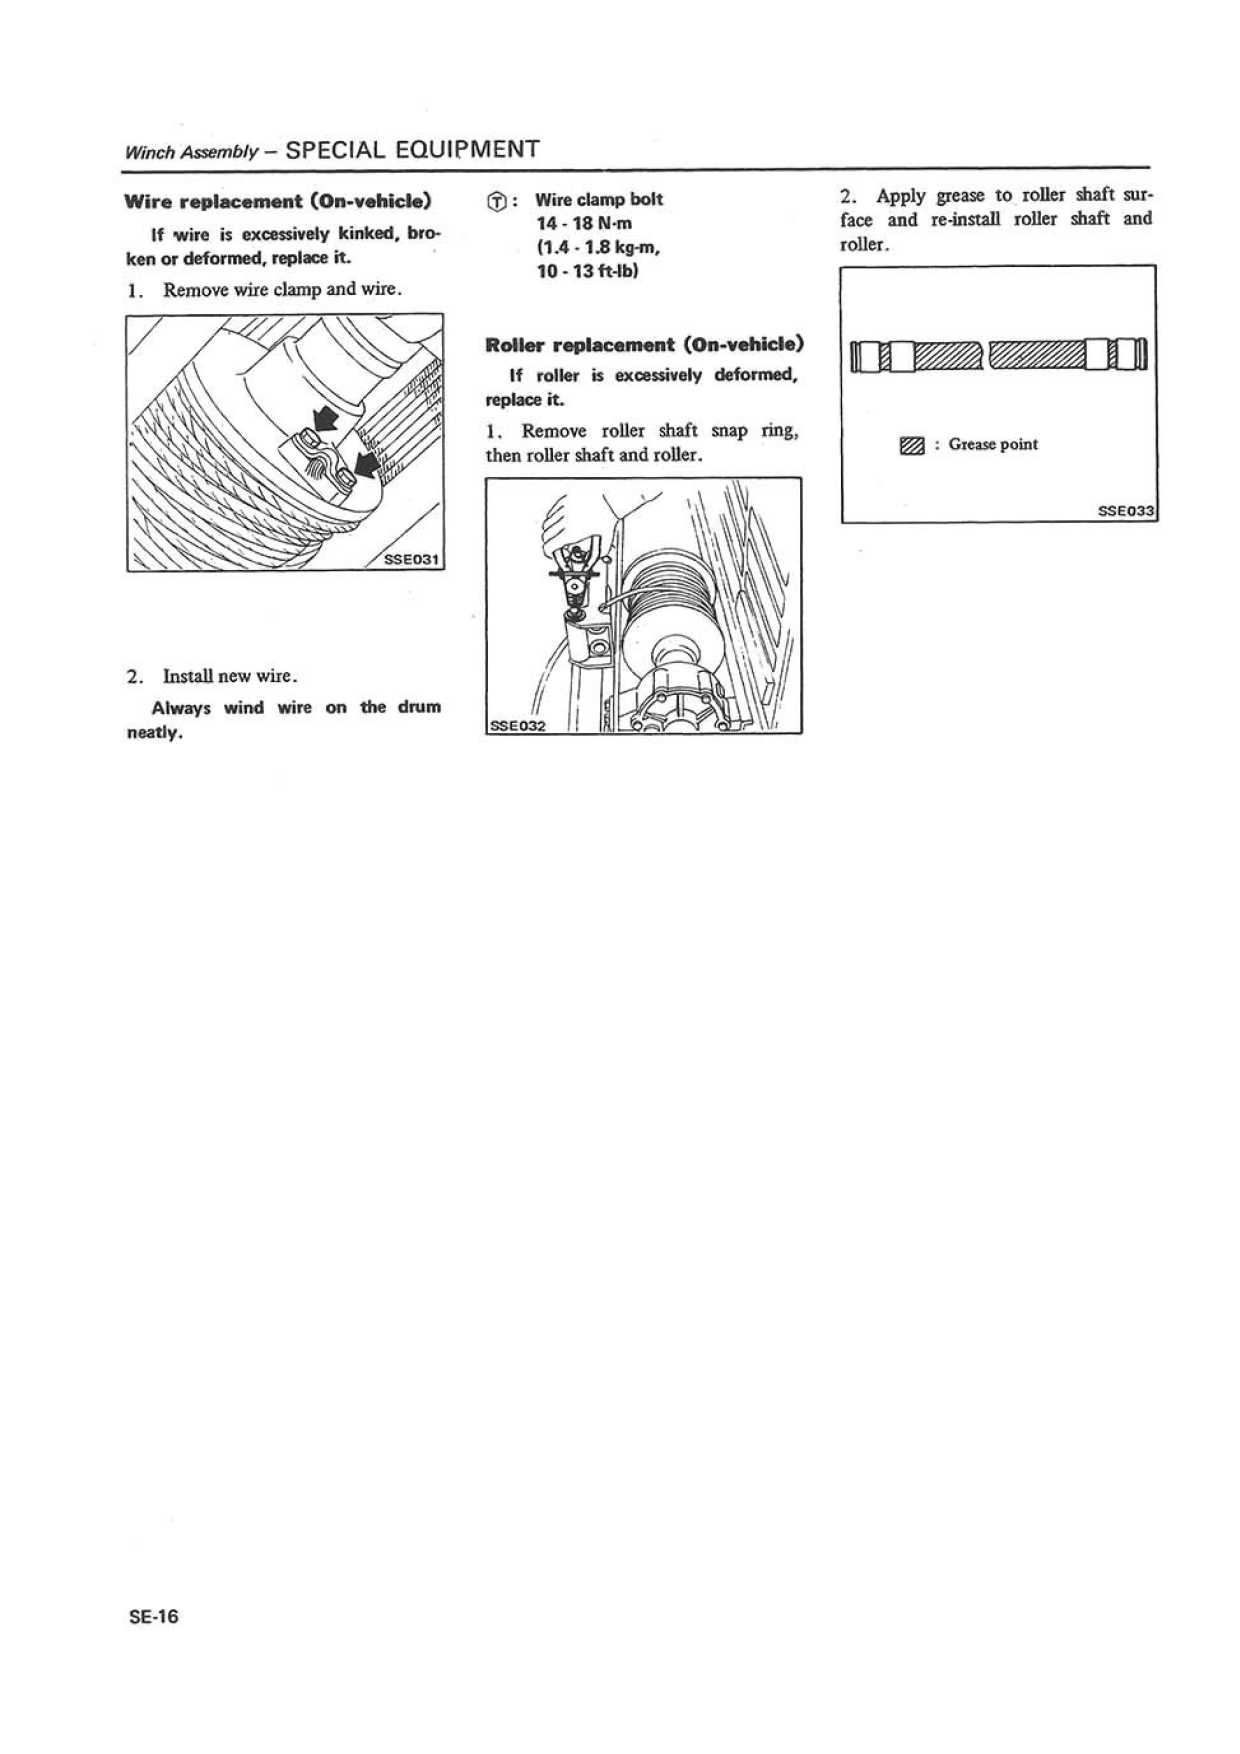 Winch Assembly – SPECIAL EQUIPMENT
Wire replacement (On-vehicle)
If wire is excessively kinked, bro-
ken or deformed, replace it.
1. Remove wire clamp and wire.
SSE031
2. Install new wire.
Always wind wire on the drum
neatly.
Ⓣ : Wire clamp bolt
14 - 18 N·m
(1.4 - 1.8 kg-m,
10 - 13 ft-lb)
Roller replacement (On-vehicle)
If roller is excessively deformed,
replace it.
1. Remove roller shaft snap ring,
then roller shaft and roller.
SSE032
2. Apply grease to roller shaft sur-
face and re-install roller shaft and
roller.
: Grease point
SSE033
SE-16